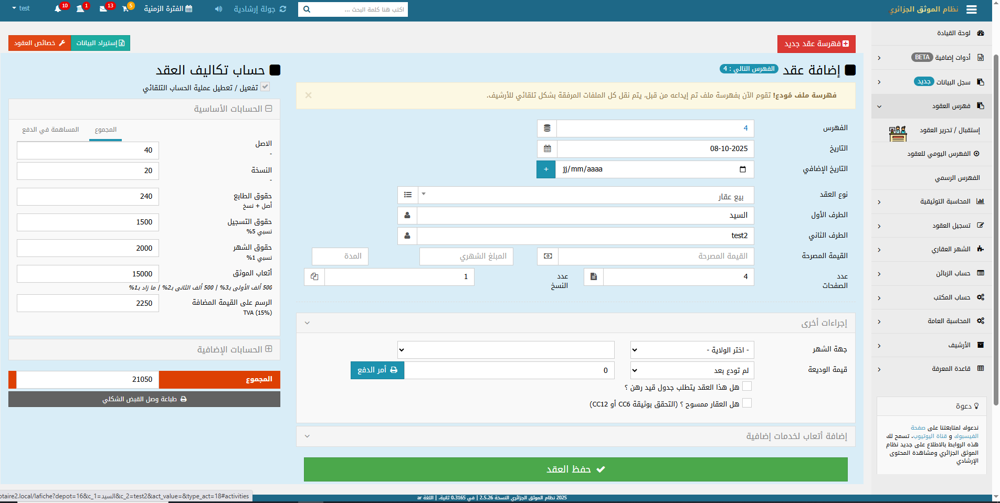 نظام الموثق الجزائري
اكتب هنا كلمة البحث ...
جولة إرشادية
الفترة الزمنية
5
13
1
10
test
لوحة القيادة
أدوات إضافية BETA
سجل البيانات جديد
فهرس العقود
إستقبال / تحرير العقود
الفهرس اليومي للعقود
الفهرس الرسمي
المحاسبة التوثيقية
تسجيل العقود
الشهر العقاري
حساب الزبائن
حساب المكتب
المحاسبة العامة
الأرشيف
قاعدة المعرفة
دعوة
ندعوك لمتابعتنا على صفحة
الفيسبوك و قناة اليوتيوب، تسمح لك
هذه الروابط بالاطلاع على جديد نظام
الموثق الجزائري ومشاهدة المحتوى
الإرشادي
فهرسة عقد جديد
إضافة عقد الفهرس التالي : 4
فهرسة ملف مُودع! تقوم الآن بفهرسة ملف تم إيداعه من قبل، يتم نقل كل الملفات المرفقة بشكل تلقائي للأرشيف.
×
الفهرس
4
التاريخ
08-10-2025
التاريخ الإضافي
jj/mm/aaaa
+
نوع العقد
بيع عقار
الطرف الأول
السيد
الطرف الثاني
test2
القيمة المصرحة
القيمة المصرحة
المبلغ الشهري
المدة
عدد الصفحات
4
عدد النسخ
1
إجراءات أخرى
جهة الشهر
- اختر الولاية -
قيمة الوديعة
لم تودع بعد
0
أمر الدفع
هل هذا العقد يتطلب جدول قيد رهن ؟
هل العقار ممسوح ؟ (التحقق بوثيقة CC6 أو CC12)
إضافة أتعاب لخدمات إضافية
حفظ العقد
إستيراد البيانات
خصائص العقود
حساب تكاليف العقد
تفعيل / تعطيل عملية الحساب التلقائي
الحسابات الأساسية
المجموع
المساهمة في الدفع
الاصل
-
40
النسخة
-
20
حقوق الطابع
أصل + نسخ
240
حقوق التسجيل
نسبي 5%
1500
حقوق الشهر
نسبي 1%
2000
أتعاب الموثق
15000
500 ألف الأولى بـ3% | 500 ألف الثاني بـ2% | ما زاد بـ1%
الرسم على القيمة المضافة
TVA (15%)
2250
الحسابات الإضافية
المجموع
21050
طباعة وصل القبض الشكلي
otaire2.local/lafiche?depot=16&c_1=السيد&c_2=test2&act_value=&type_act=18#activities
2025 نظام الموثق الجزائري النسخة 2.5.26 | في 0.3165 ثانية. | اللغة ar